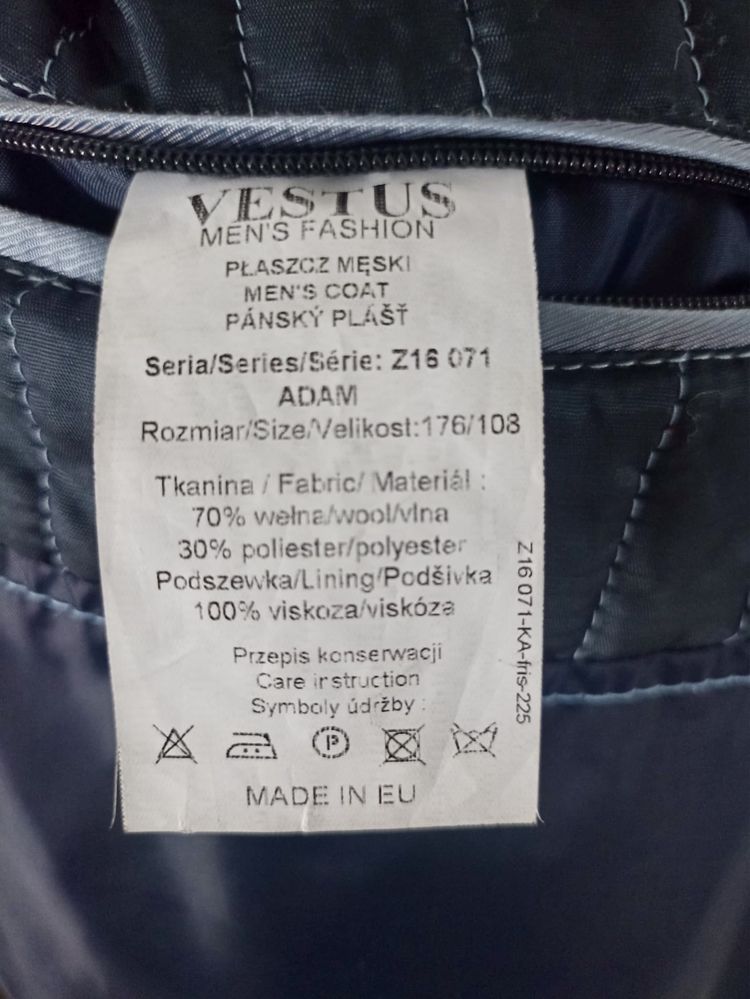 VESTUS
MEN'S FASHION
PŁASZCZ MĘSKI
MEN'S COAT
PÁNSKÝ PLÁŠŤ
Seria/Series/Série: Z16 071
ADAM
Rozmiar/Size/Velikost:176/108
Tkanina / Fabric/ Materiál :
70% wełna/wool/vlna
30% poliester/polyester
Podszewka/Lining/Podšívka
100% viskoza/viskóza
Przepis konserwacji
Care instruction
Symboly údržby :
P
MADE IN EU
Z16 071-KA-fris-225